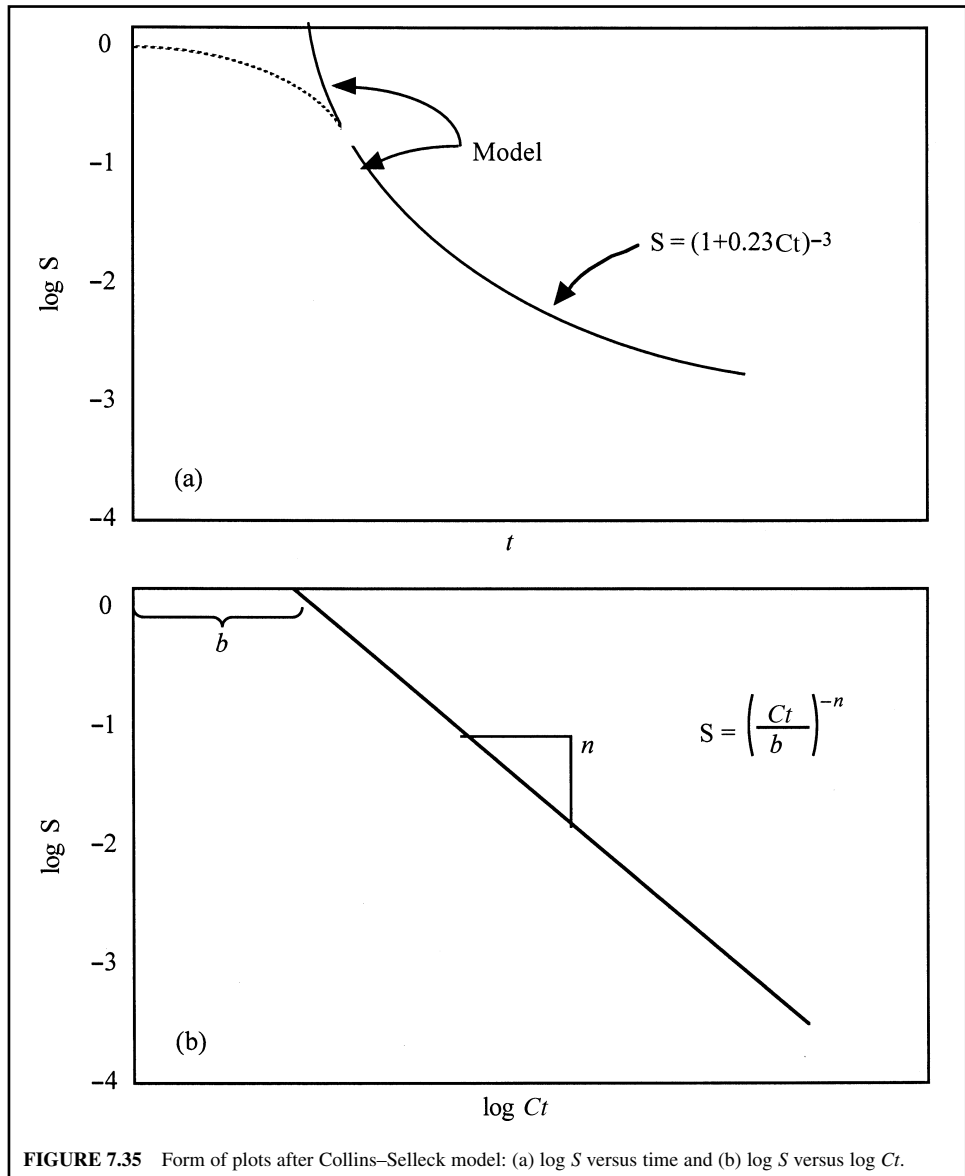 0
−1
−2
−3
−4
log S
Model
S = (1+0.23Ct)–3
(a)
t
0
−1
−2
−3
−4
log S
b
n
S = (Ct/b)–n
(b)
log Ct
FIGURE 7.35 Form of plots after Collins–Selleck model: (a) log S versus time and (b) log S versus log Ct.